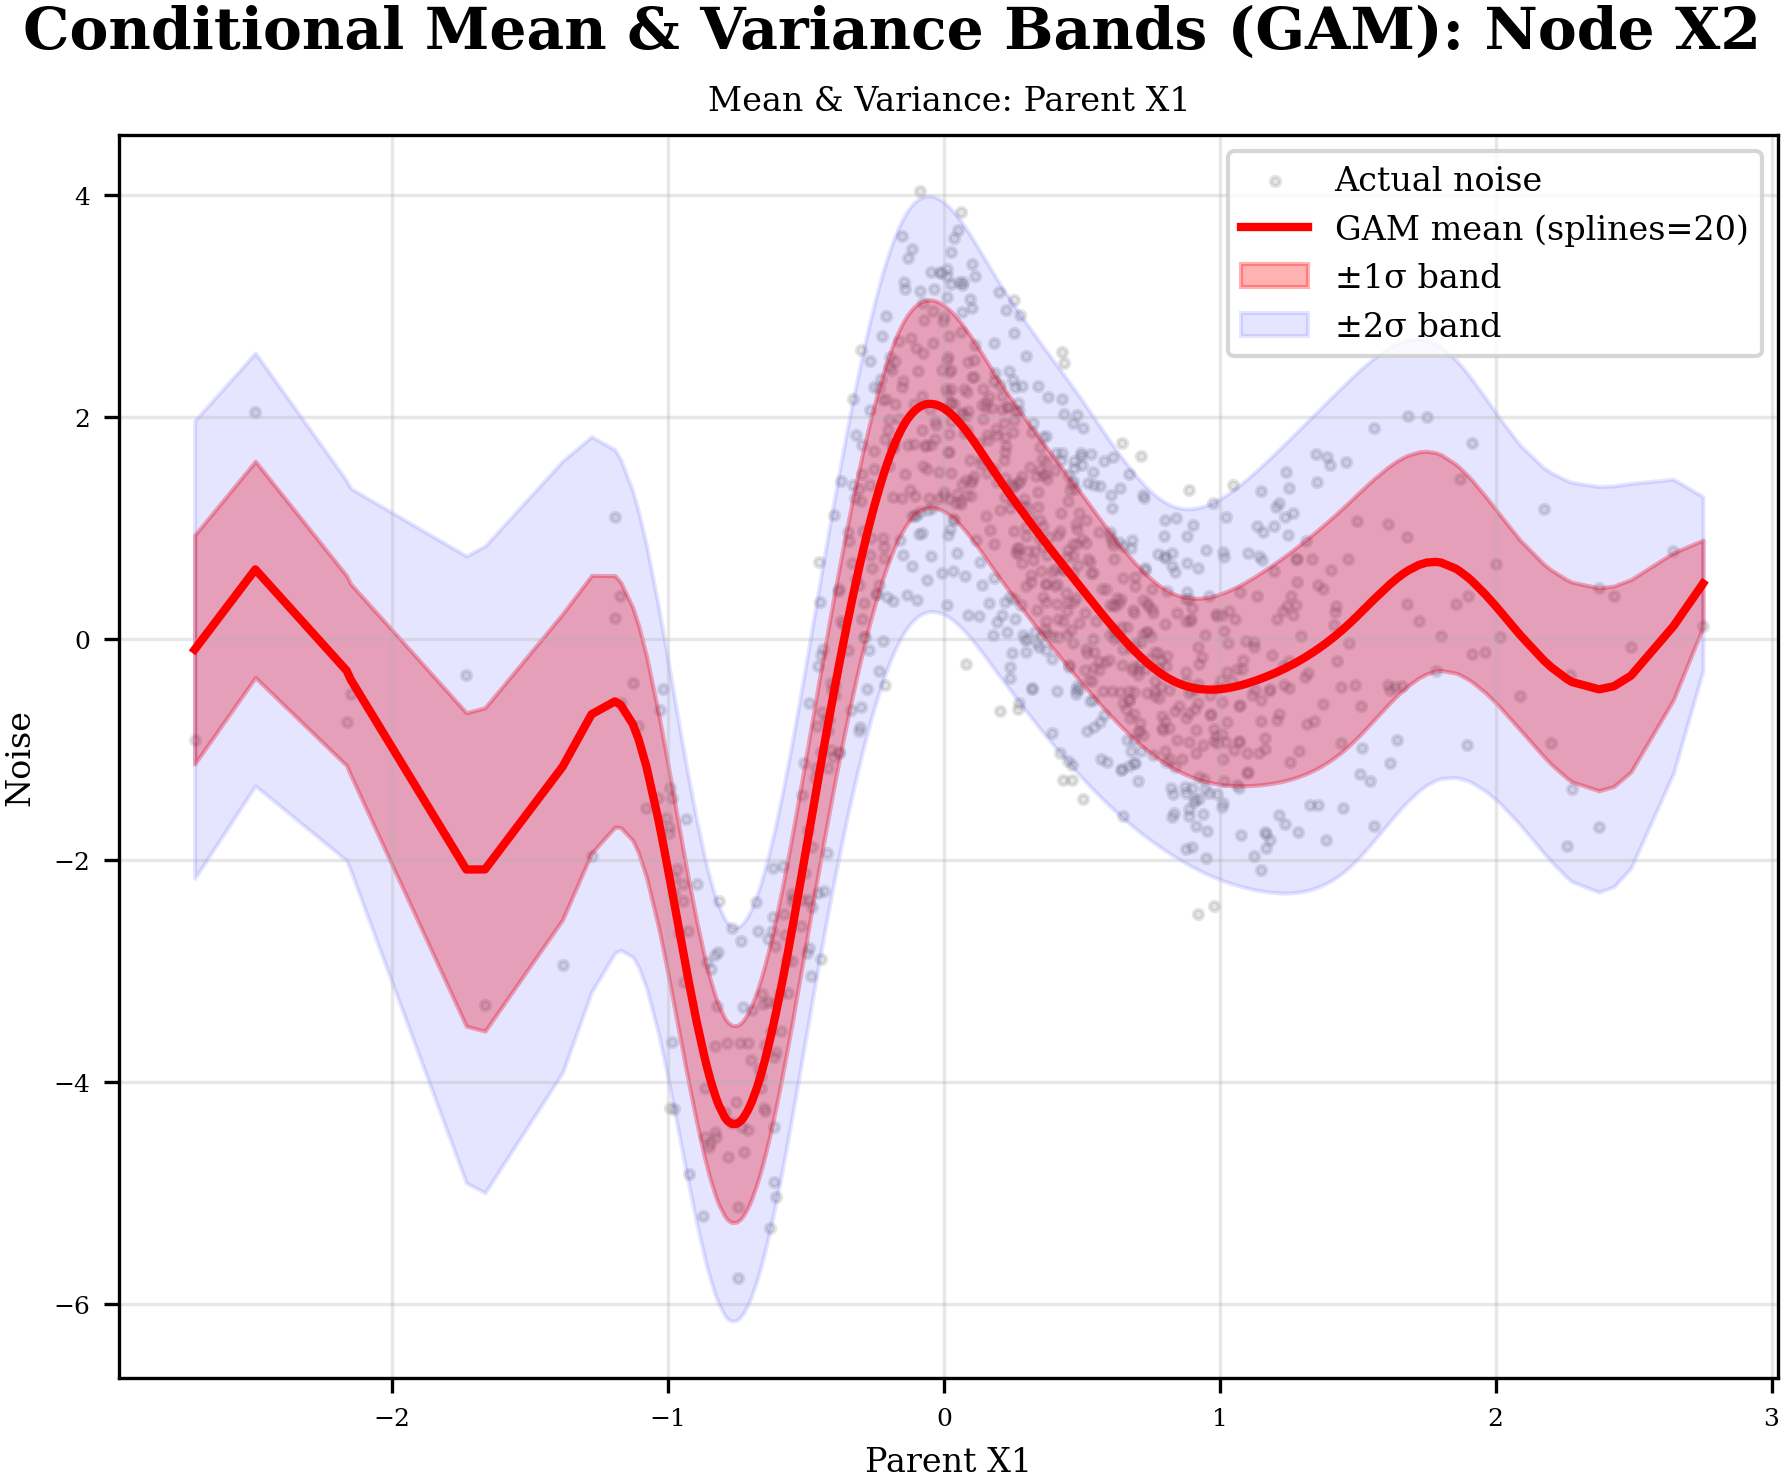 Conditional Mean & Variance Bands (GAM): Node X2
Mean & Variance: Parent X1
Actual noise
GAM mean (splines=20)
±1σ band
±2σ band
4
2
0
−2
−4
−6
Noise
−2
−1
0
1
2
3
Parent X1